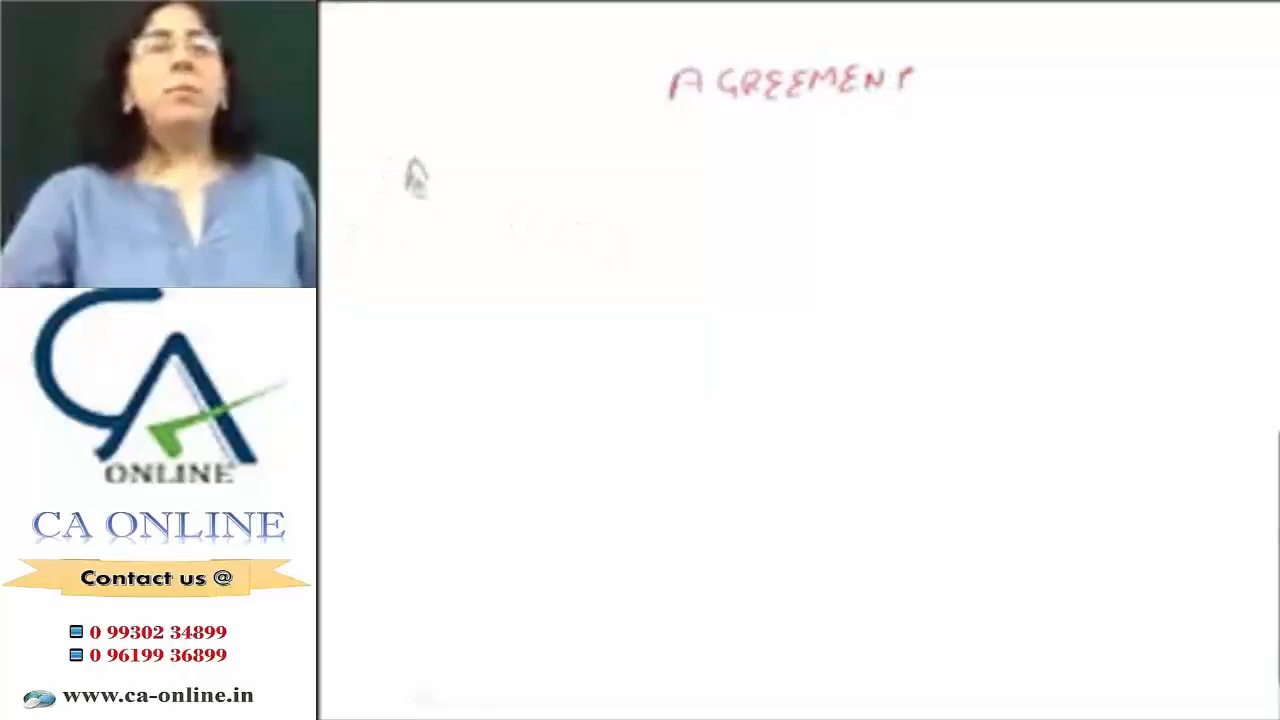 AGREEMENT
ONLINE
CA ONLINE
Contact us @
0 99302 34899
0 96199 36899
www.ca-online.in